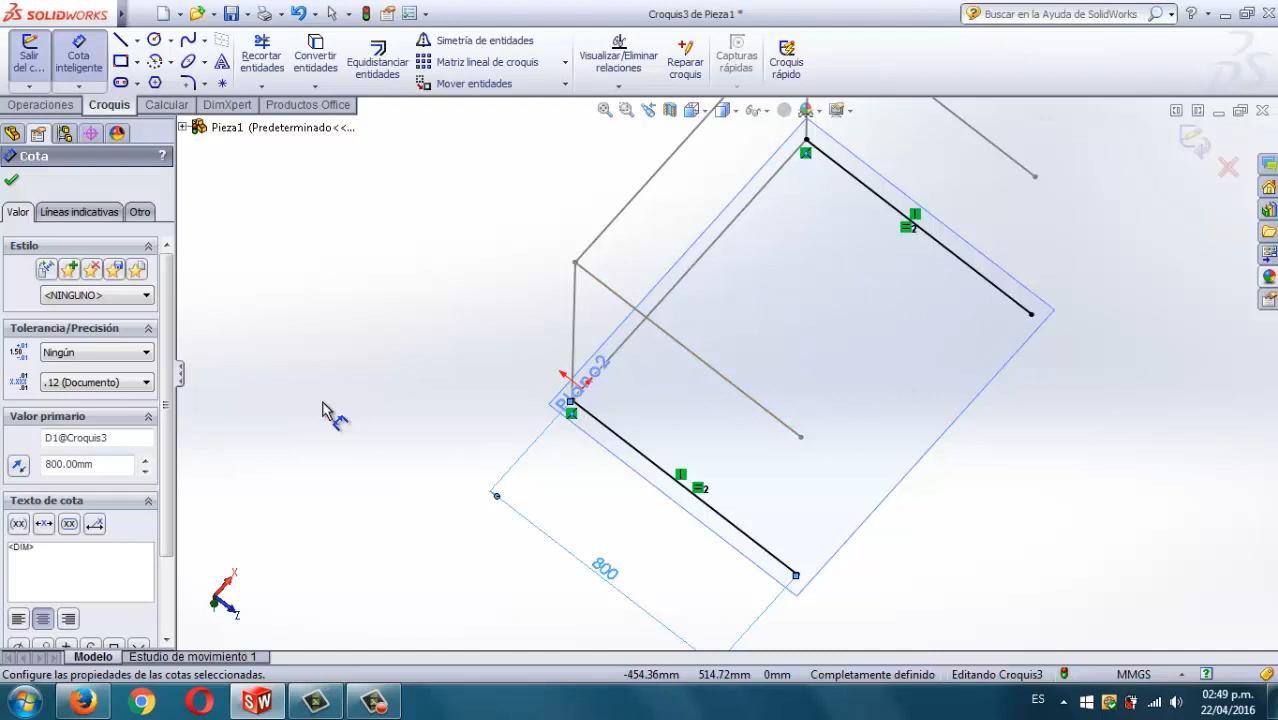 SOLIDWORKS
Croquis3 de Pieza1 *
Buscar en la Ayuda de SolidWorks
Salir del c...
Cota inteligente
Recortar entidades
Convertir entidades
Equidistanciar entidades
Simetría de entidades
Matriz lineal de croquis
Mover entidades
Visualizar/Eliminar relaciones
Reparar croquis
Capturas rápidas
Croquis rápido
Operaciones
Croquis
Calcular
DimXpert
Productos Office
Pieza1 (Predeterminado<<...
Cota
?
Valor
Líneas indicativas
Otro
Estilo
<NINGUNO>
Tolerancia/Precisión
Ningún
.12 (Documento)
Valor primario
D1@Croquis3
800.00mm
Texto de cota
<DIM>
Plano2
2
2
800
X
Z
Modelo
Estudio de movimiento 1
Configure las propiedades de las cotas seleccionadas.
-454.36mm
514.72mm
0mm
Completamente definido
Editando Croquis3
MMGS
ES
02:49 p.m.
22/04/2016